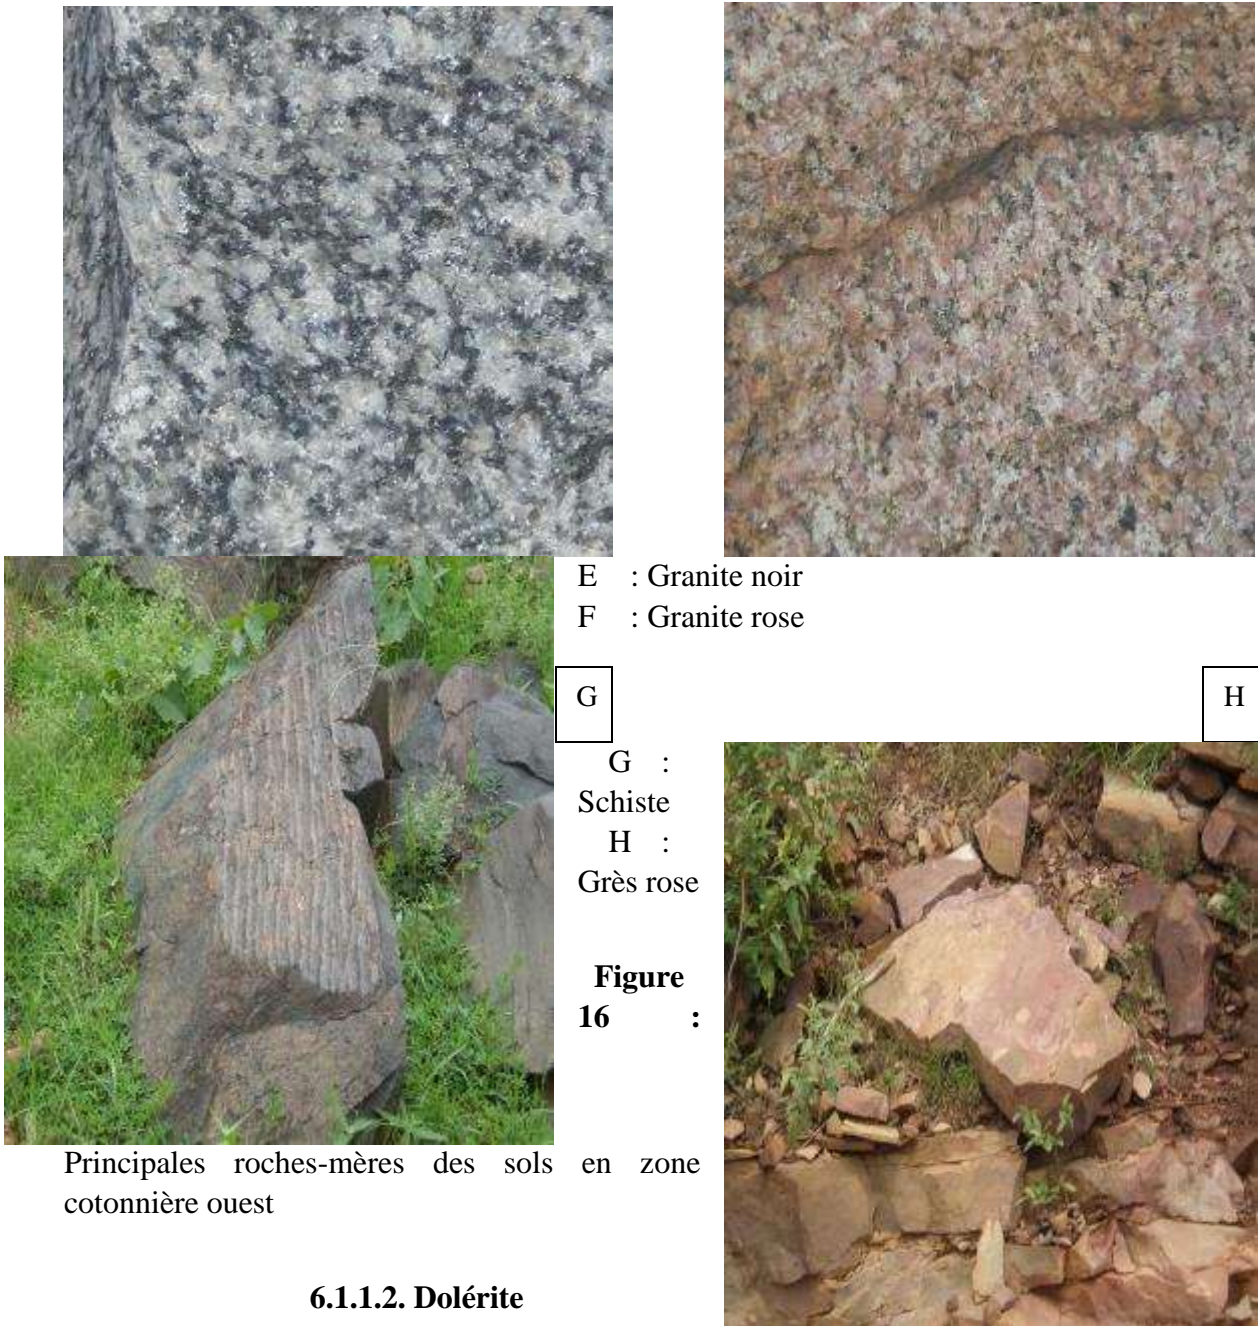 E : Granite noir
F : Granite rose
G
H
G :
Schiste
H :
Grès rose
Figure
16 :
Principales roches-mères des sols en zone
cotonnière ouest
6.1.1.2. Dolérite